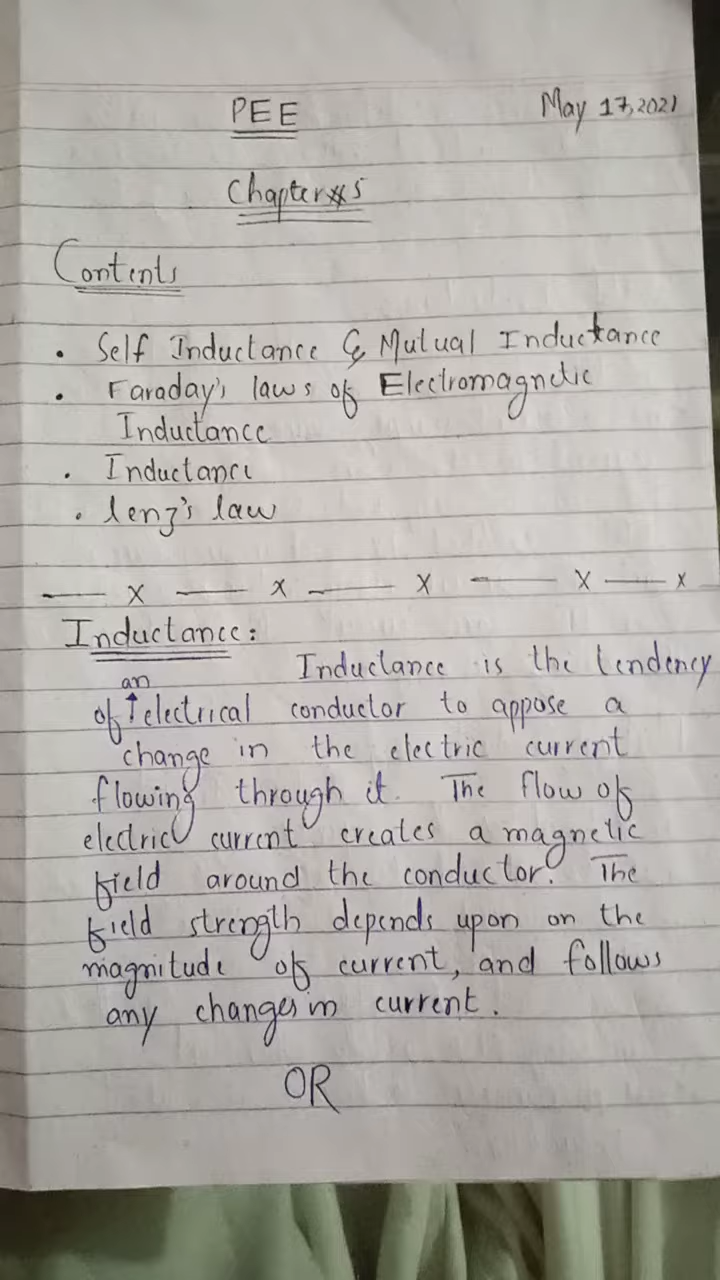 PEE
May 17, 2021
Chapter #5
Contents
• Self Inductance & Mutual Inductance
• Faraday's laws of Electromagnetic
Inductance
• Inductance
• lenz's law
— x — x — x — x — x
Inductance:
Inductance is the tendency
an
of ↑ electrical conductor to appose a
change in the electric current
flowing through it. The flow of
electric current creates a magnetic
field around the conductor. The
field strength depends upon on the
magnitude of current, and follows
any changes in current.
OR